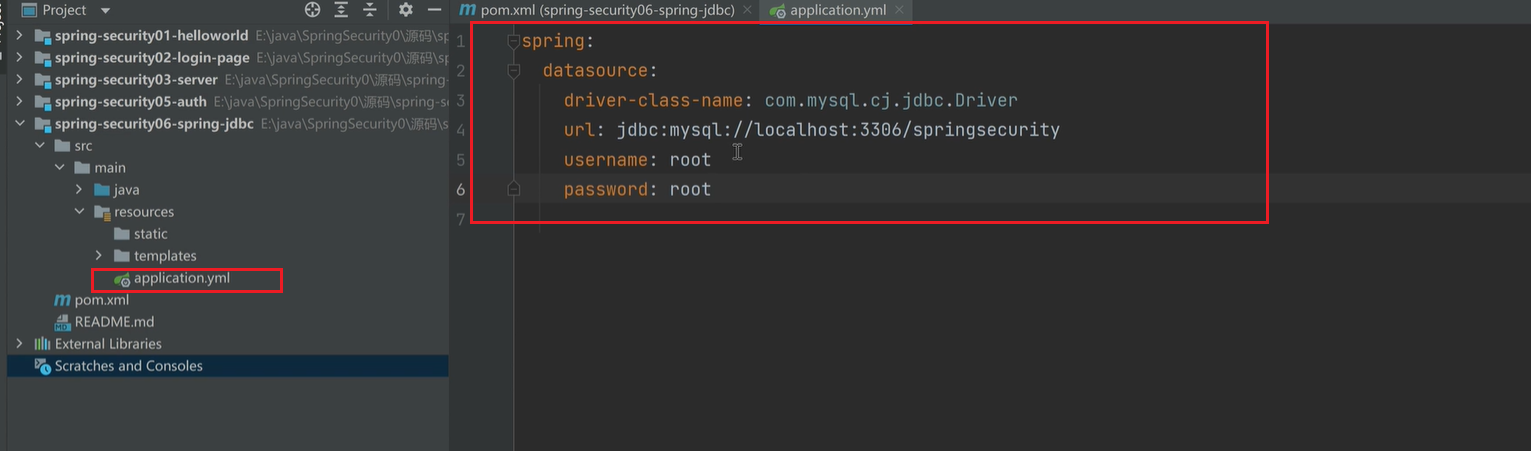 Project
pom.xml (spring-security06-spring-jdbc)
application.yml
spring-security01-helloworld E:\java\SpringSecurity0\源码\sp
spring-security02-login-page E:\java\SpringSecurity0\源码\sp
spring-security03-server E:\java\SpringSecurity0\源码\spring-
spring-security05-auth E:\java\SpringSecurity0\源码\spring-s
spring-security06-spring-jdbc E:\java\SpringSecurity0\源码\s
src
main
java
resources
static
templates
application.yml
pom.xml
README.md
External Libraries
Scratches and Consoles
1 spring:
2 datasource:
3 driver-class-name: com.mysql.cj.jdbc.Driver
4 url: jdbc:mysql://localhost:3306/springsecurity
5 username: root
6 password: root
7